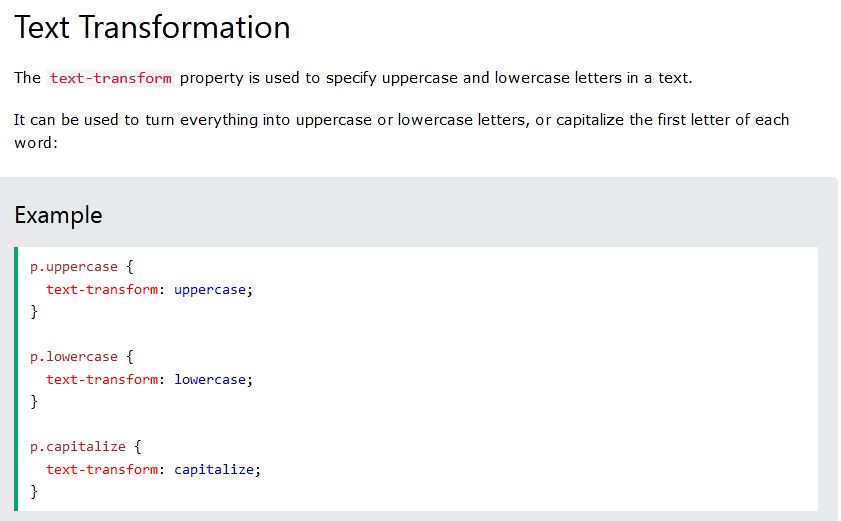 Text Transformation
The text-transform property is used to specify uppercase and lowercase letters in a text.
It can be used to turn everything into uppercase or lowercase letters, or capitalize the first letter of each
word:
Example
p.uppercase {
  text-transform: uppercase;
}

p.lowercase {
  text-transform: lowercase;
}

p.capitalize {
  text-transform: capitalize;
}